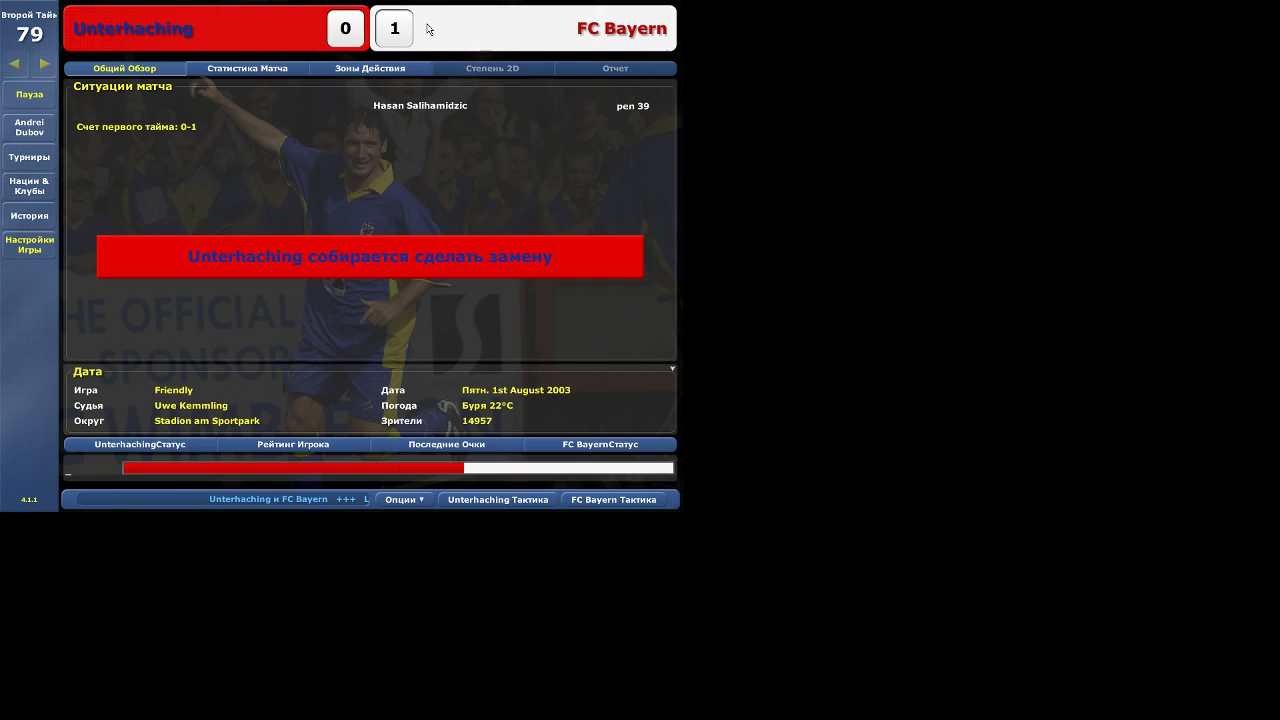 Второй Тайм
79
Unterhaching 0 1 FC Bayern
Пауза
Andrei
Dubov
Турниры
Нации &
Клубы
История
Настройки
Игры
4.1.1
Общий Обзор Статистика Матча Зоны Действия Степень 2D Отчет
Ситуации матча
Hasan Salihamidzic pen 39
Счет первого тайма: 0-1
Unterhaching собирается сделать замену
THE OFFICIAL
SPONSOR
Дата
Игра Friendly Дата Пятн. 1st August 2003
Судья Uwe Kemmling Погода Буря 22°C
Округ Stadion am Sportpark Зрители 14957
UnterhachingСтатус Рейтинг Игрока Последние Очки FC BayernСтатус
Unterhaching и FC Bayern +++ L Опции Unterhaching Тактика FC Bayern Тактика